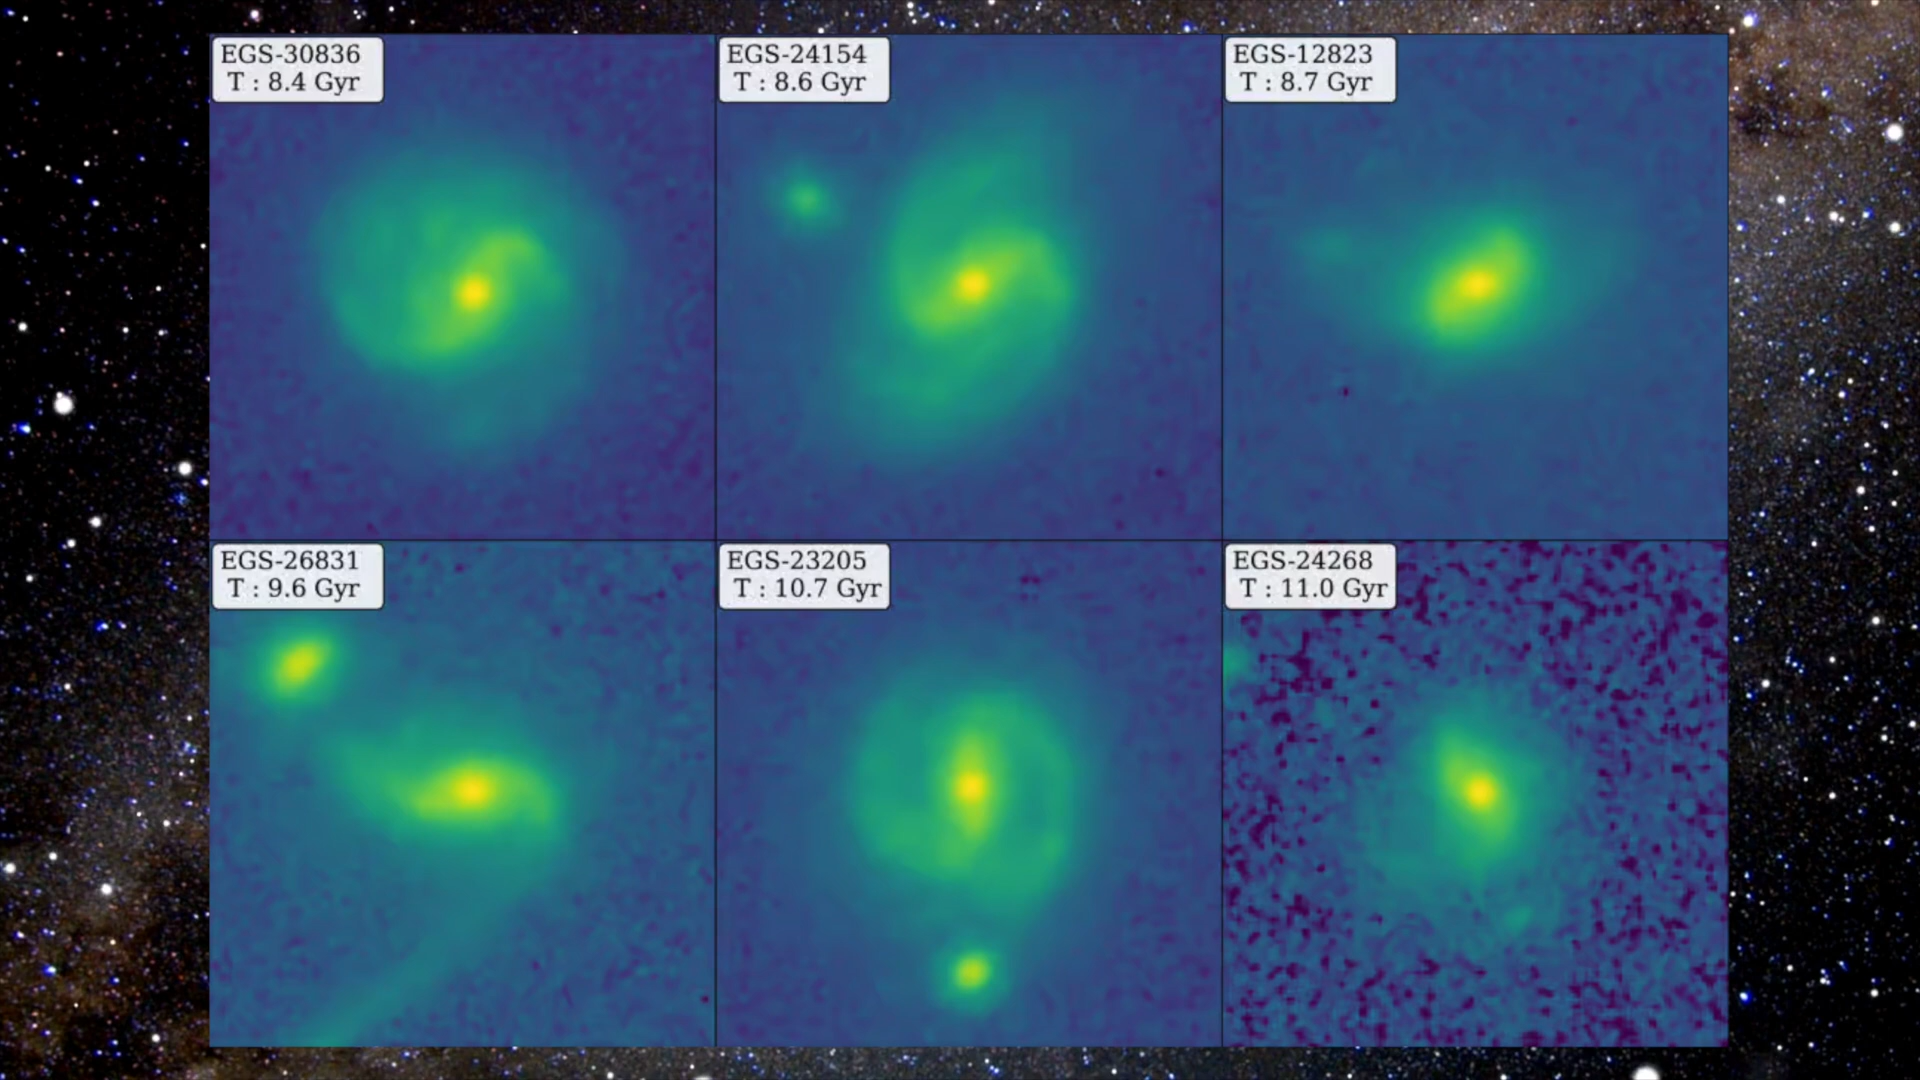 EGS-30836
T : 8.4 Gyr
EGS-24154
T : 8.6 Gyr
EGS-12823
T : 8.7 Gyr
EGS-26831
T : 9.6 Gyr
EGS-23205
T : 10.7 Gyr
EGS-24268
T : 11.0 Gyr